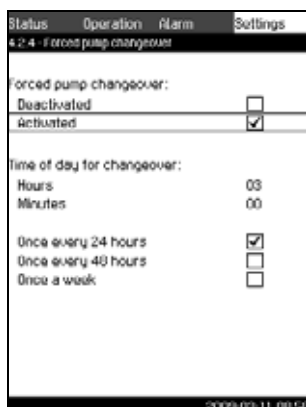 Status Operation Alarm Settings
4.2.4 - Forced pump changeover
Forced pump changeover:
Deactivated
Activated
Time of day for changeover:
Hours 03
Minutes 00
Once every 24 hours
Once every 48 hours
Once a week